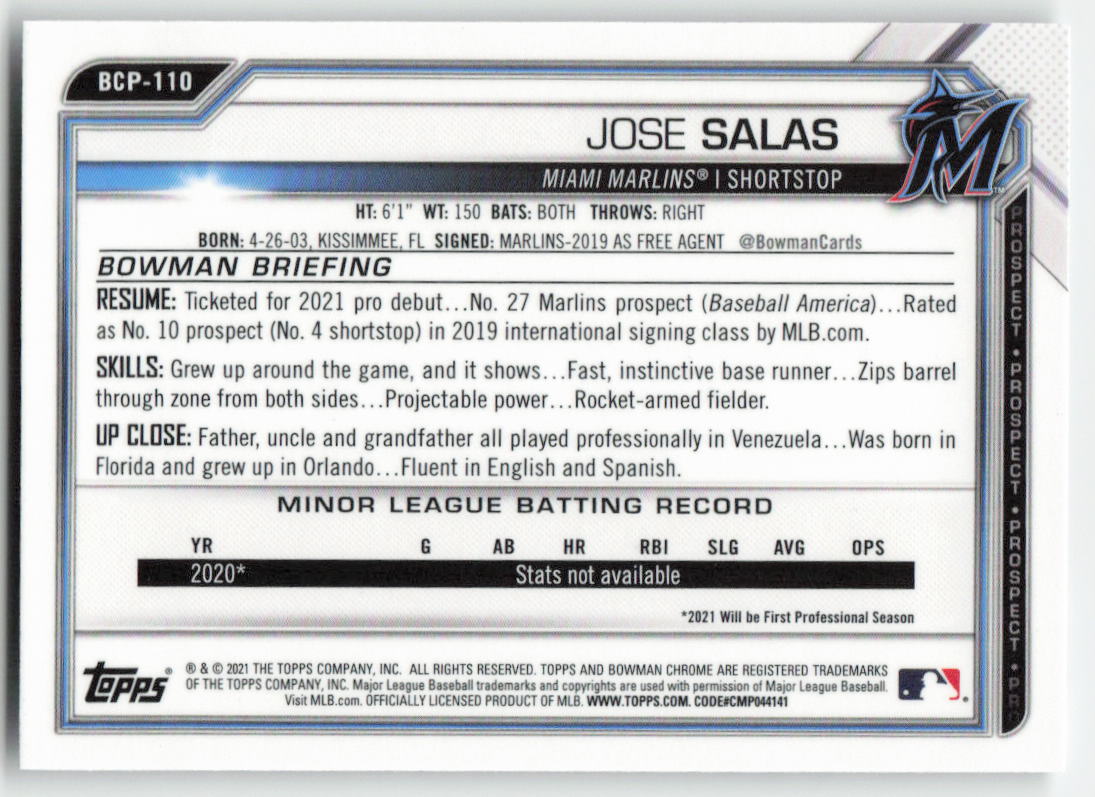 BCP-110
JOSE SALAS
MIAMI MARLINS® | SHORTSTOP
M
TM
HT: 6'1" WT: 150 BATS: BOTH THROWS: RIGHT
BORN: 4-26-03, KISSIMMEE, FL SIGNED: MARLINS-2019 AS FREE AGENT @BowmanCards
BOWMAN BRIEFING
RESUME: Ticketed for 2021 pro debut...No. 27 Marlins prospect (Baseball America)...Rated
as No. 10 prospect (No. 4 shortstop) in 2019 international signing class by MLB.com.
SKILLS: Grew up around the game, and it shows...Fast, instinctive base runner...Zips barrel
through zone from both sides...Projectable power...Rocket-armed fielder.
UP CLOSE: Father, uncle and grandfather all played professionally in Venezuela...Was born in
Florida and grew up in Orlando...Fluent in English and Spanish.
MINOR LEAGUE BATTING RECORD
YR G AB HR RBI SLG AVG OPS
2020* Stats not available
*2021 Will be First Professional Season
TOPPS® ® & © 2021 THE TOPPS COMPANY, INC. ALL RIGHTS RESERVED. TOPPS AND BOWMAN CHROME ARE REGISTERED TRADEMARKS
OF THE TOPPS COMPANY, INC. Major League Baseball trademarks and copyrights are used with permission of Major League Baseball.
Visit MLB.com. OFFICIALLY LICENSED PRODUCT OF MLB. WWW.TOPPS.COM. CODE#CMP044141
®
PROSPECT • PROSPECT • PROSPECT • PRO